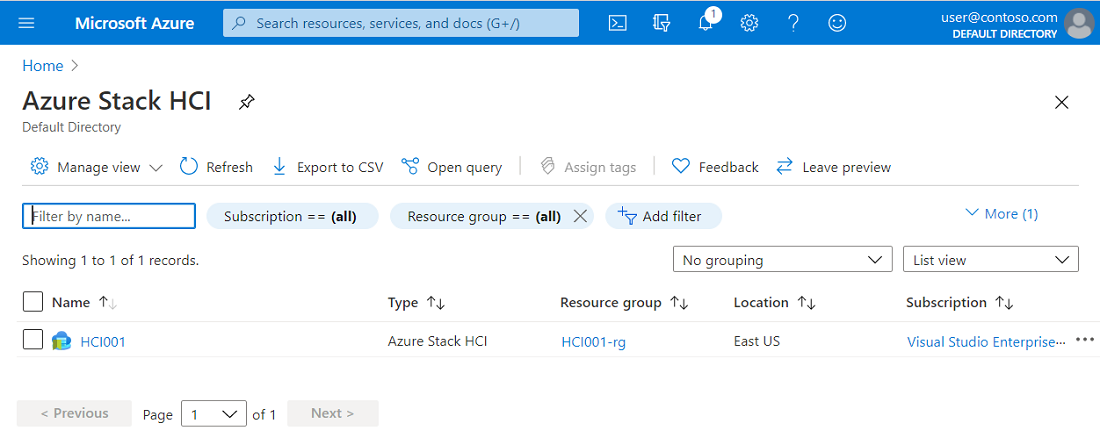 Microsoft Azure
Search resources, services, and docs (G+/)
1
?
user@contoso.com
DEFAULT DIRECTORY
Home >
Azure Stack HCI
Default Directory
Manage view
Refresh
Export to CSV
Open query
Assign tags
Feedback
Leave preview
Filter by name...
Subscription == (all)
Resource group == (all)
Add filter
More (1)
Showing 1 to 1 of 1 records.
No grouping
List view
Name
Type
Resource group
Location
Subscription
HCI001
Azure Stack HCI
HCI001-rg
East US
Visual Studio Enterprise...
< Previous
Page
1
of 1
Next >